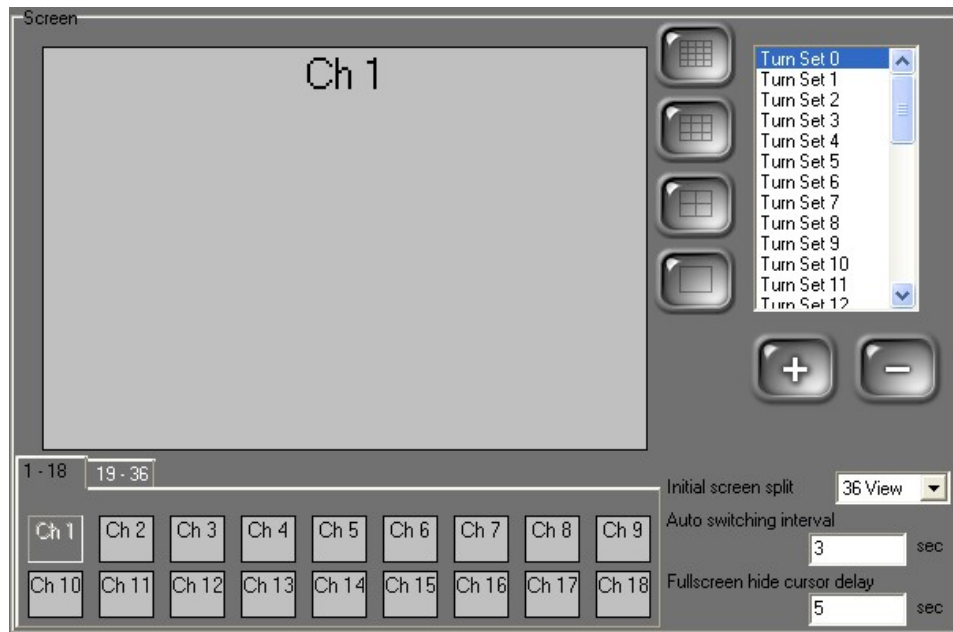 Screen
Ch 1
Turn Set 0
Turn Set 1
Turn Set 2
Turn Set 3
Turn Set 4
Turn Set 5
Turn Set 6
Turn Set 7
Turn Set 8
Turn Set 9
Turn Set 10
Turn Set 11
Turn Set 12
1 - 18 19 - 36
Ch 1 Ch 2 Ch 3 Ch 4 Ch 5 Ch 6 Ch 7 Ch 8 Ch 9
Ch 10 Ch 11 Ch 12 Ch 13 Ch 14 Ch 15 Ch 16 Ch 17 Ch 18
Initial screen split 36 View
Auto switching interval
3 sec
Fullscreen hide cursor delay
5 sec